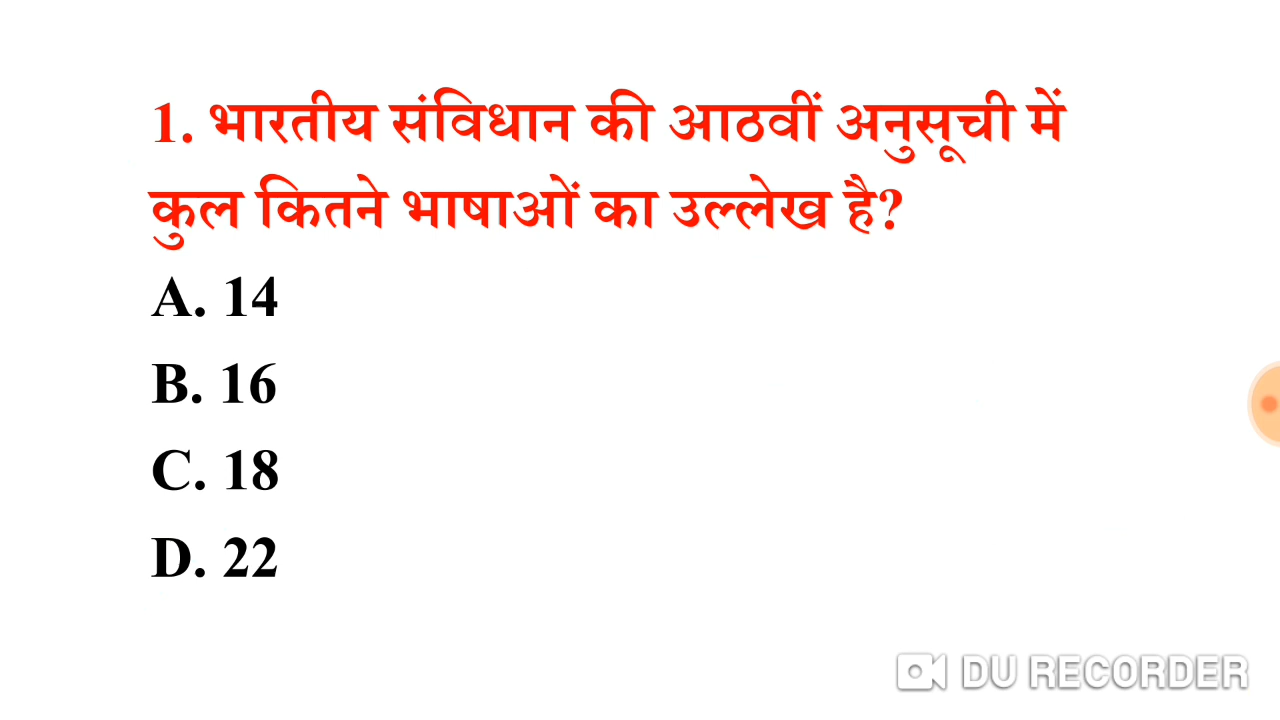 1. भारतीय संविधान की आठवीं अनुसूची में
कुल कितने भाषाओं का उल्लेख है?
A. 14
B. 16
C. 18
D. 22
DU RECORDER